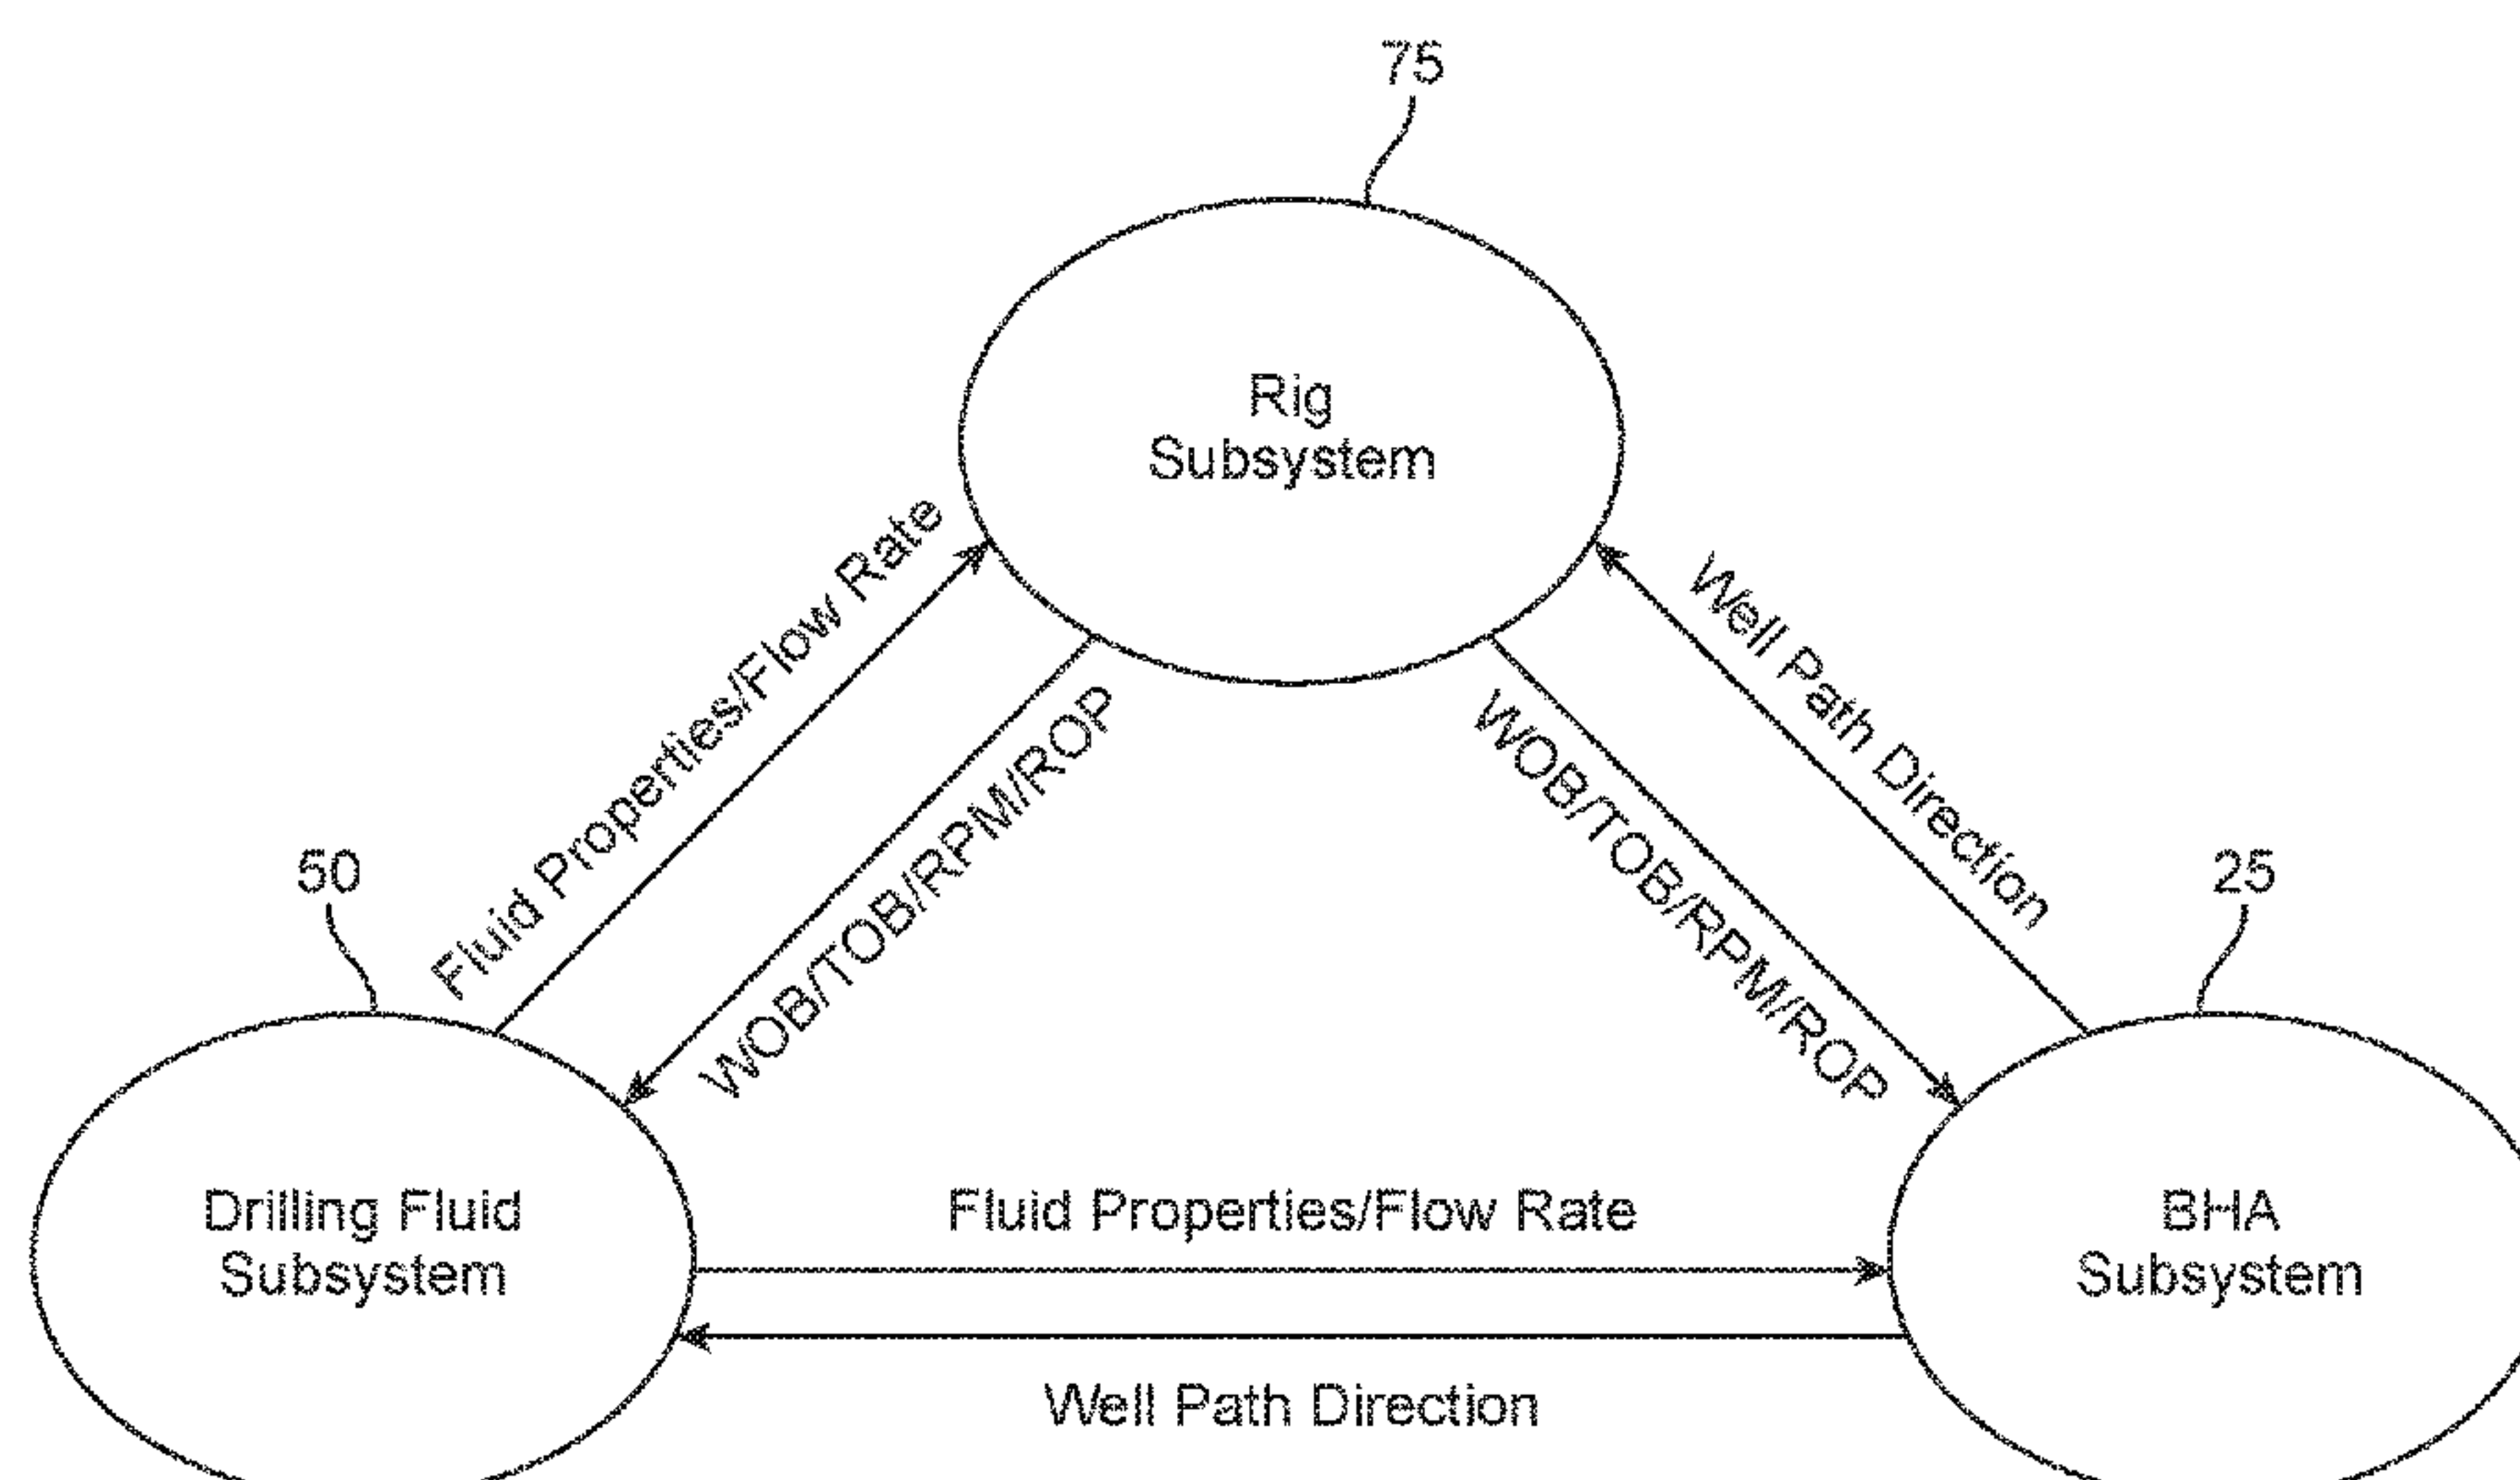 75
Rig
Subsystem
Fluid Properties/Flow Rate
WOB/TOB/RPM/ROP
WOB/TOB/RPM/ROP
Well Path Direction
50
25
Drilling Fluid
Subsystem
Fluid Properties/Flow Rate
BHA
Subsystem
Well Path Direction